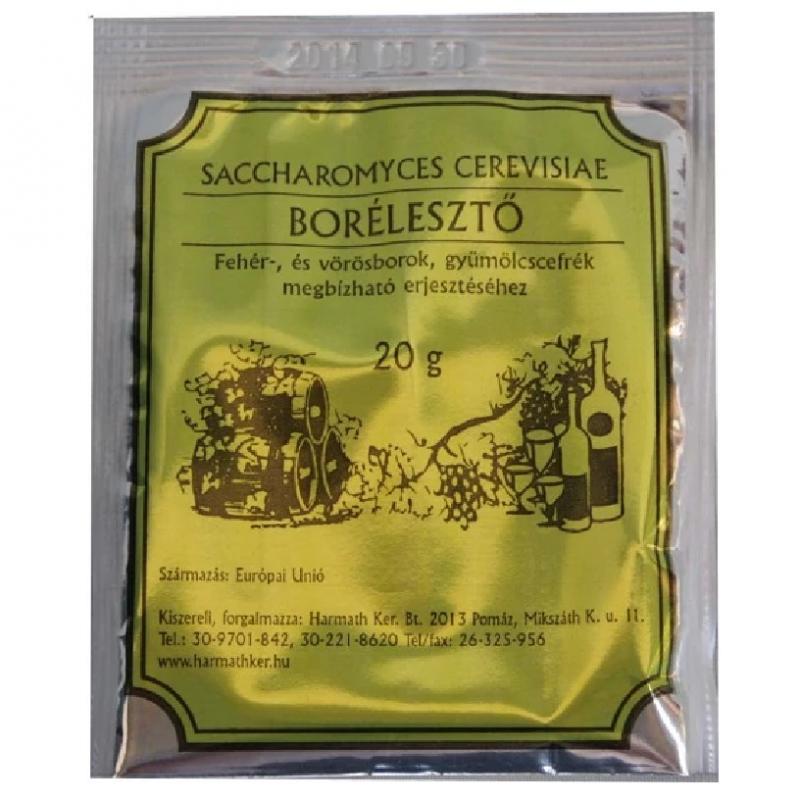 2014 09 30
SACCHAROMYCES CEREVISIAE
BORÉLESZTŐ
Fehér-, és vörösborok, gyümölcscefrék
megbízható erjesztéséhez
20 g
Származás: Európai Unió
Kiszereli, forgalmazza: Harmath Ker. Bt. 2013 Pomáz, Mikszáth K. u. 11.
Tel.: 30-9701-842, 30-221-8620 Tel/fax: 26-325-956
www.harmathker.hu